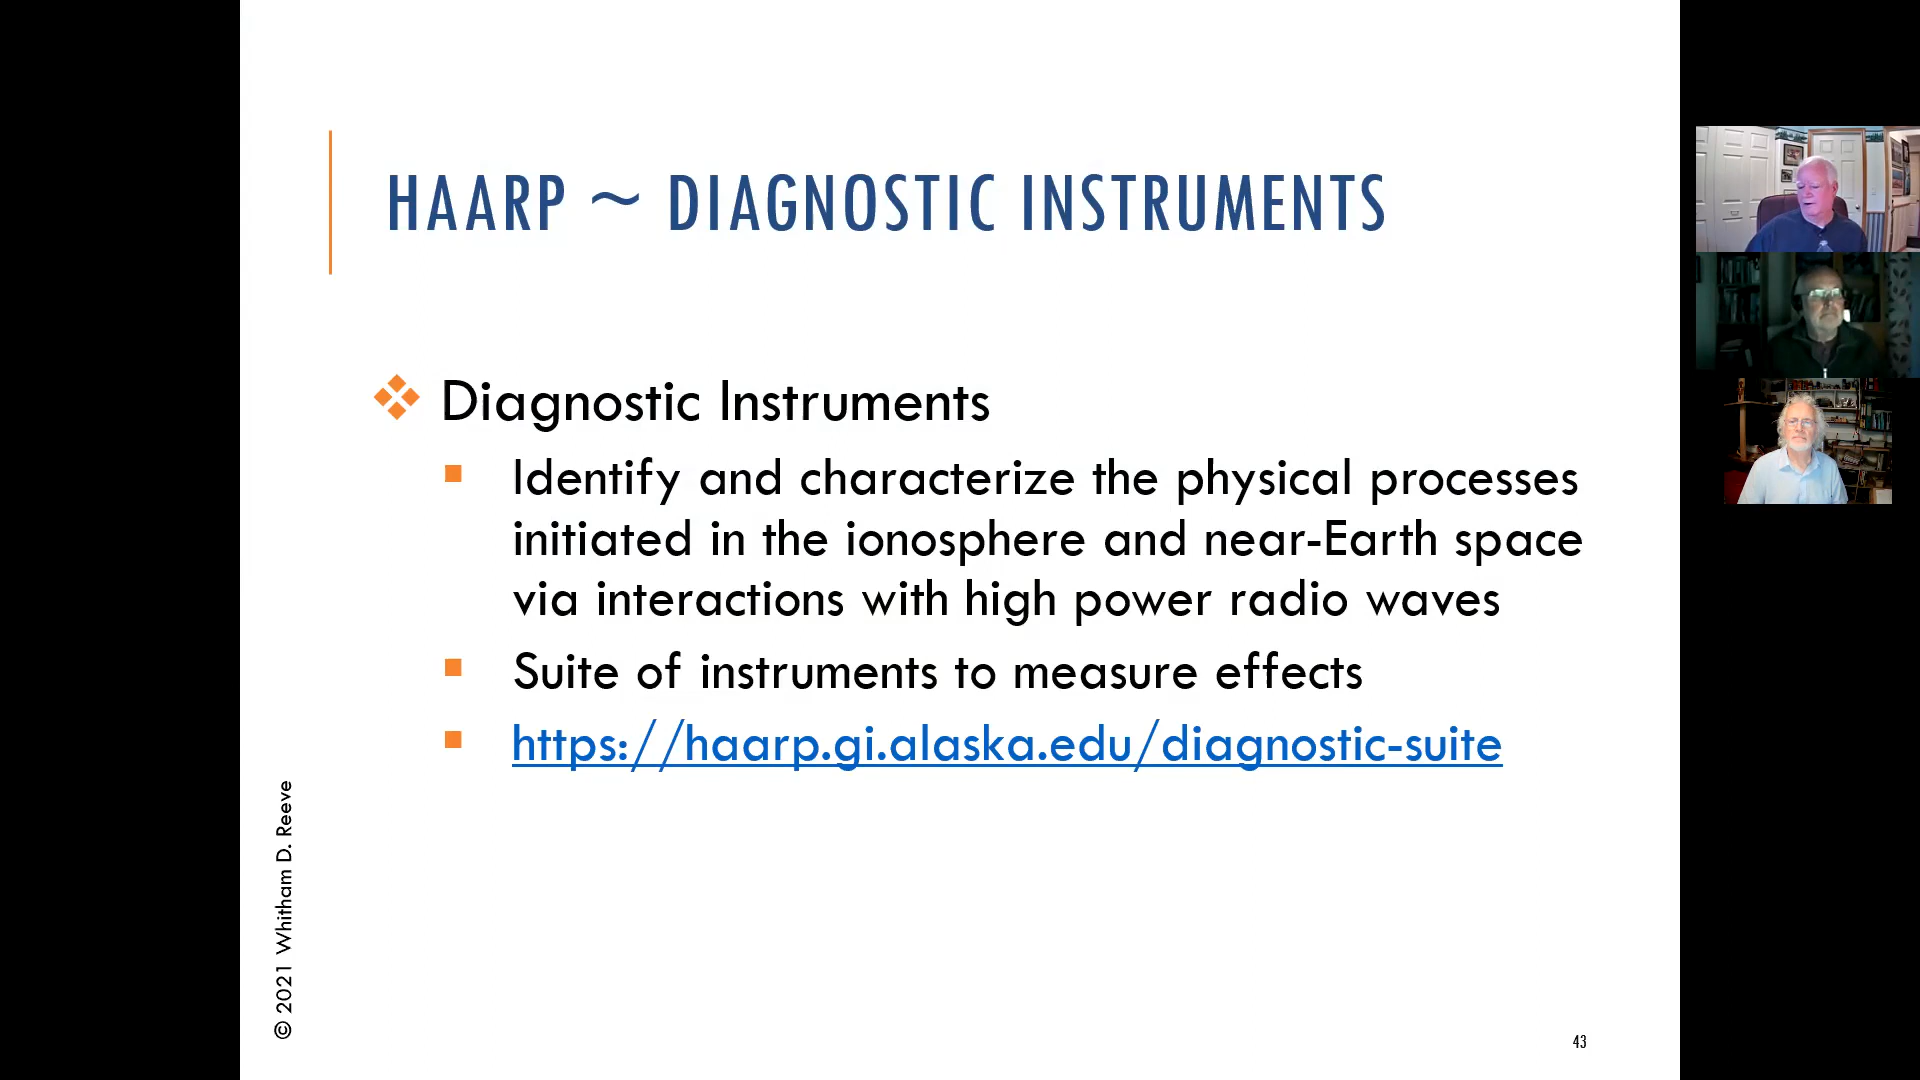 HAARP ~ DIAGNOSTIC INSTRUMENTS
Diagnostic Instruments
Identify and characterize the physical processes
initiated in the ionosphere and near-Earth space
via interactions with high power radio waves
Suite of instruments to measure effects
https://haarp.gi.alaska.edu/diagnostic-suite
© 2021 Whitham D. Reeve
43